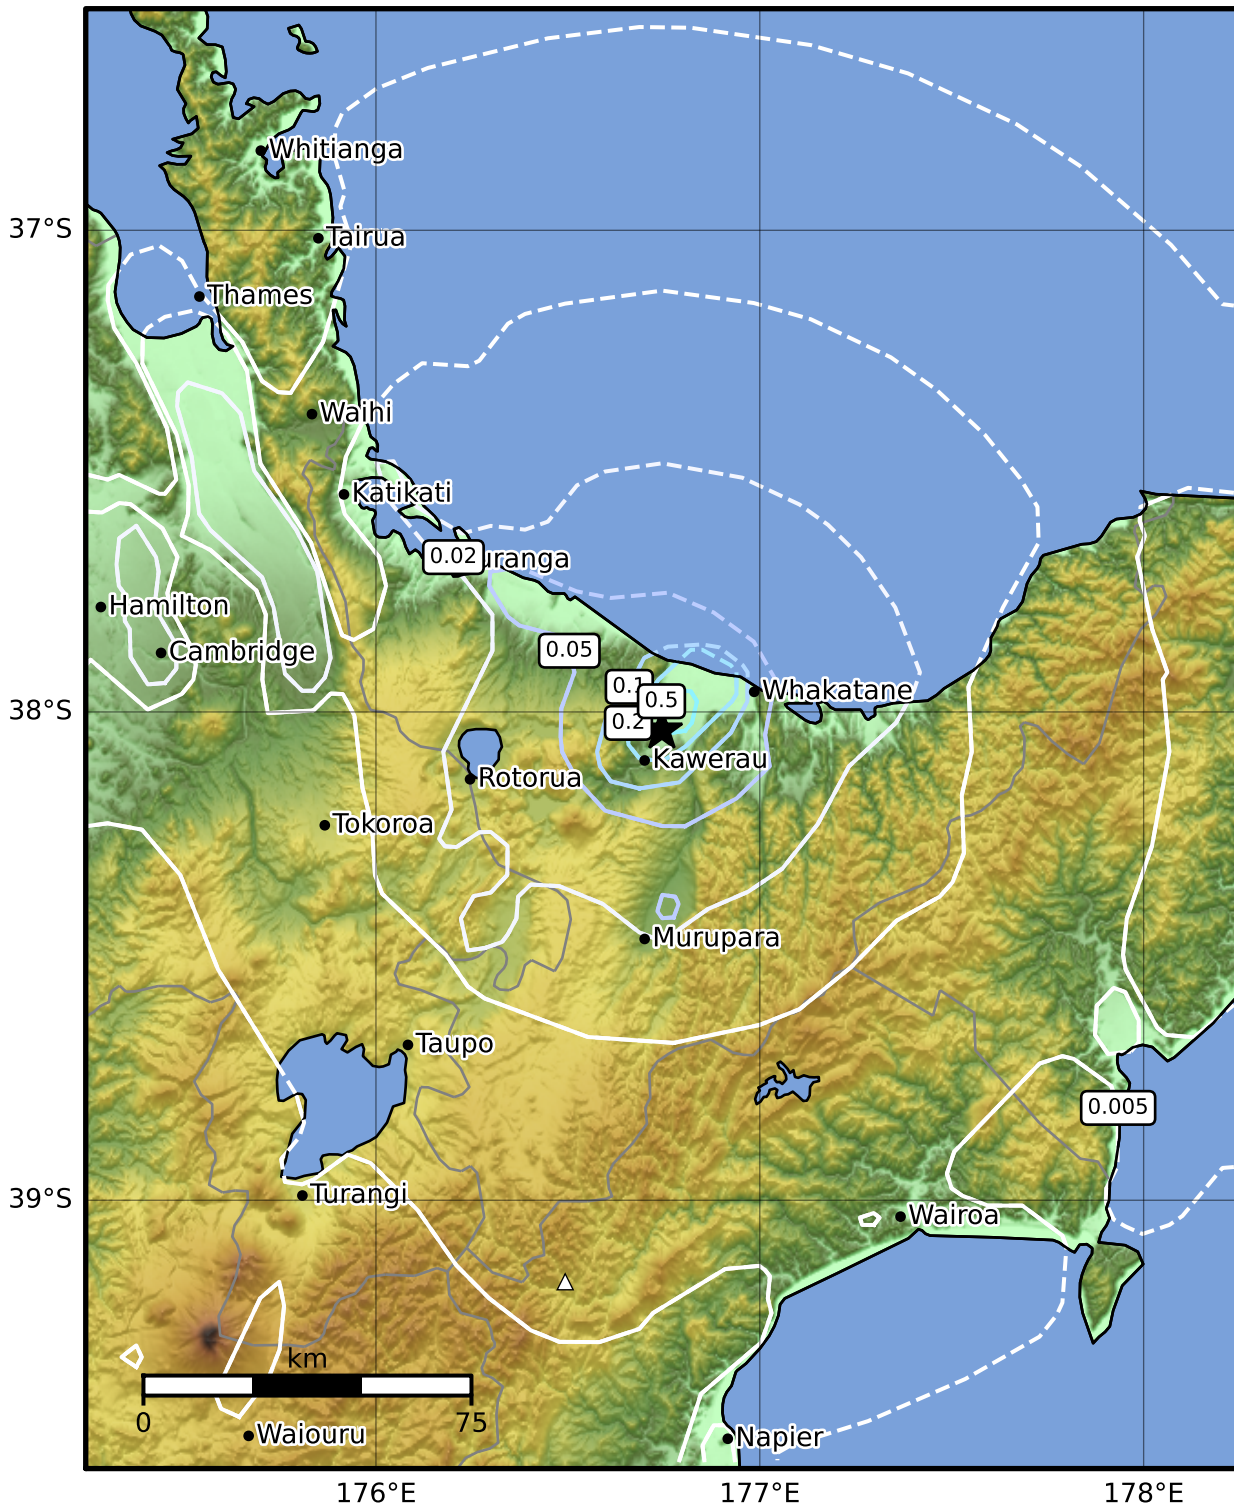 Whitianga
37°S
Tairua
Thames
Waihi
Katikati
0.02
uranga
Hamilton
0.05
Cambridge
0.1
0.5
Whakatane
38°S
0.2
Kawerau
Rotorua
Tokoroa
Murupara
Taupo
0.005
39°S
Turangi
Wairoa
km
0
75
Waiouru
Napier
176°E
177°E
178°E